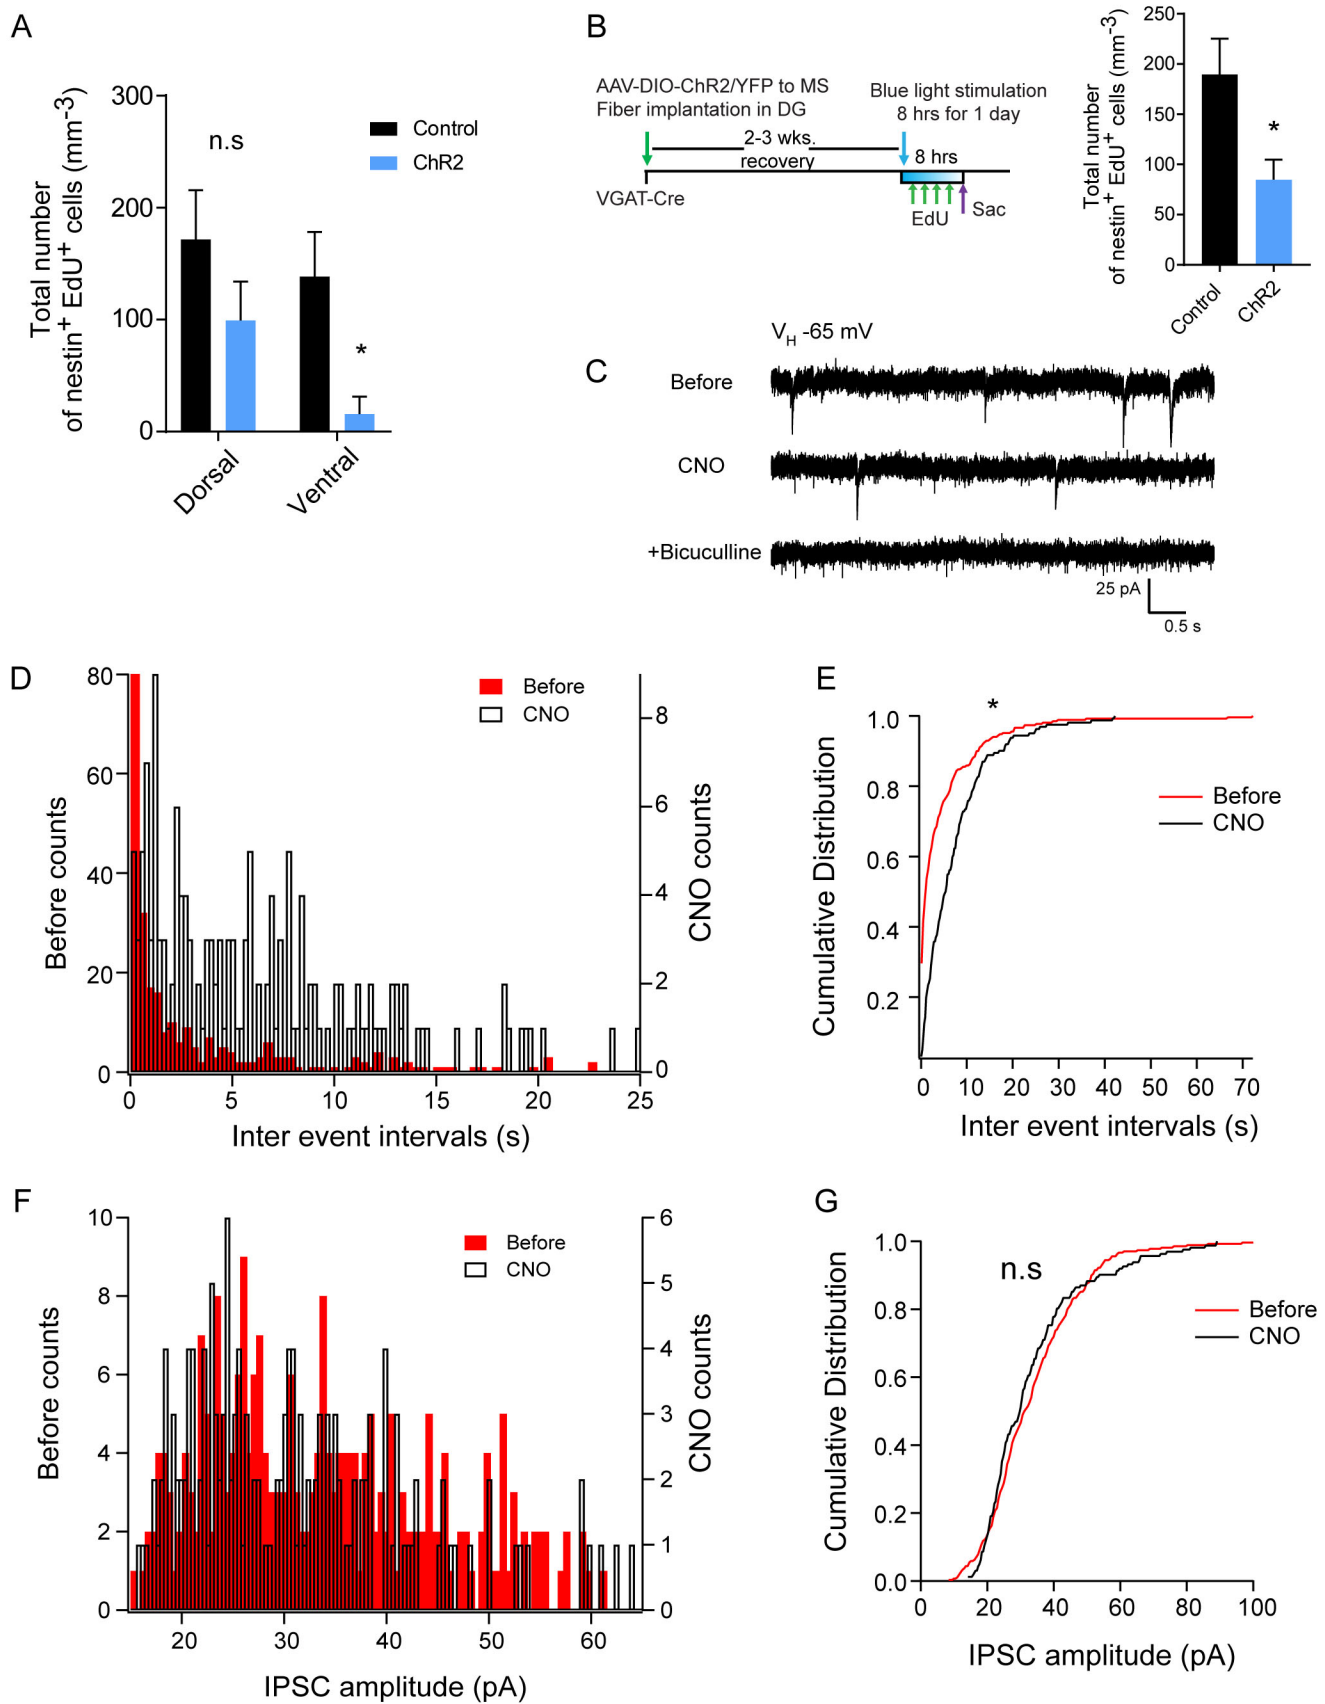 A
300
200
100
0
Total number
of nestin+ EdU+ cells (mm-3)
n.s
Control
ChR2
*
Dorsal
Ventral
B
AAV-DIO-ChR2/YFP to MS
Fiber implantation in DG
Blue light stimulation
8 hrs for 1 day
2-3 wks.
recovery
8 hrs
VGAT-Cre
EdU
Sac
Total number
of nestin+ EdU+ cells (mm-3)
250
200
150
100
50
0
*
Control
ChR2
C
VH -65 mV
Before
CNO
+Bicuculline
25 pA
0.5 s
D
Before counts
80
60
40
20
0
Before
CNO
8
6
4
2
0
CNO counts
0 5 10 15 20 25
Inter event intervals (s)
E
Cumulative Distribution
1.0
0.8
0.6
0.4
0.2
*
Before
CNO
0 10 20 30 40 50 60 70
Inter event intervals (s)
F
Before counts
10
8
6
4
2
0
Before
CNO
6
5
4
3
2
1
0
CNO counts
20 30 40 50 60
IPSC amplitude (pA)
G
Cumulative Distribution
1.0
0.8
0.6
0.4
0.2
0.0
n.s
Before
CNO
0 20 40 60 80 100
IPSC amplitude (pA)